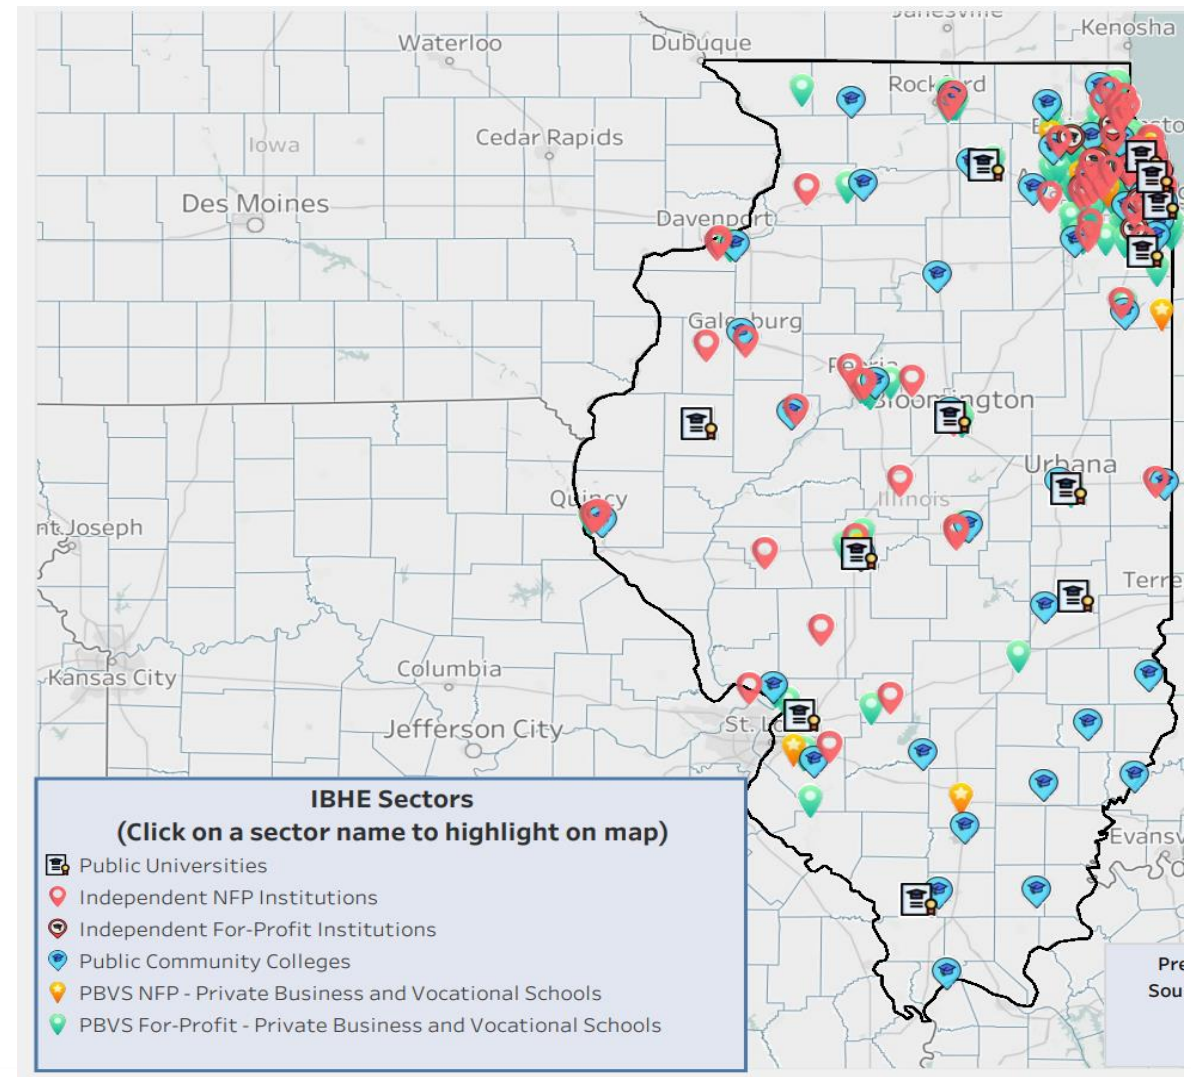 Janesville
Kenosha
Waterloo
Dubuque
Rockford
Cedar Rapids
Iowa
Des Moines
Davenport
Galesburg
Peoria
Bloomington
Urbana
Quincy
Illinois
nt Joseph
Terre
Kansas City
Columbia
Jefferson City
St. Lo
Evansv
IBHE Sectors
(Click on a sector name to highlight on map)
Public Universities
Independent NFP Institutions
Independent For-Profit Institutions
Public Community Colleges
PBVS NFP - Private Business and Vocational Schools
PBVS For-Profit - Private Business and Vocational Schools
Pre
Sou